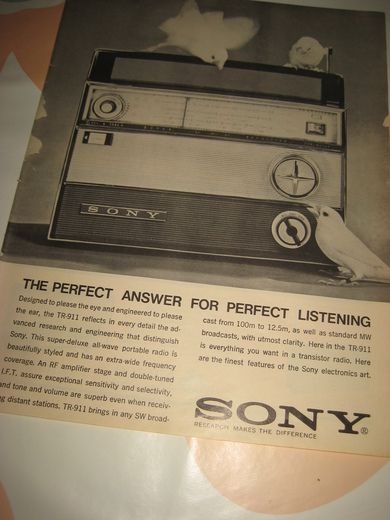 SONY
THE PERFECT ANSWER FOR PERFECT LISTENING
Designed to please the eye and engineered to please
the ear, the TR-911 reflects in every detail the ad-
vanced research and engineering that distinguish
Sony. This super-deluxe all-wave portable radio is
beautifully styled and has an extra-wide frequency
coverage. An RF amplifier stage and double-tuned
I.F.T. assure exceptional sensitivity and selectivity,
and tone and volume are superb even when receiv-
ng distant stations. TR-911 brings in any SW broad-
cast from 100m to 12.5m, as well as standard MW
broadcasts, with utmost clarity. Here in the TR-911
is everything you want in a transistor radio. Here
are the finest features of the Sony electronics art.
SONY®
RESEARCH MAKES THE DIFFERENCE